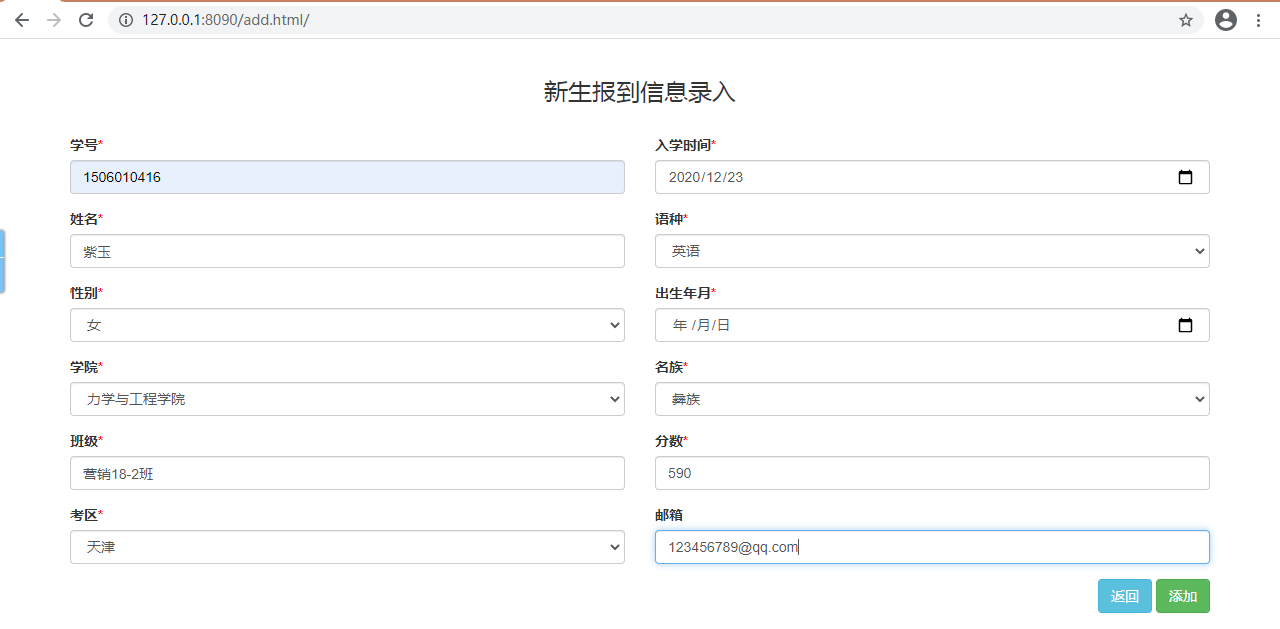 127.0.0.1:8090/add.html/
新生报到信息录入
学号*
1506010416
入学时间*
2020/12/23
姓名*
紫玉
语种*
英语
性别*
女
出生年月*
年 /月/日
学院*
力学与工程学院
名族*
彝族
班级*
营销18-2班
分数*
590
考区*
天津
邮箱
123456789@qq.com
返回
添加